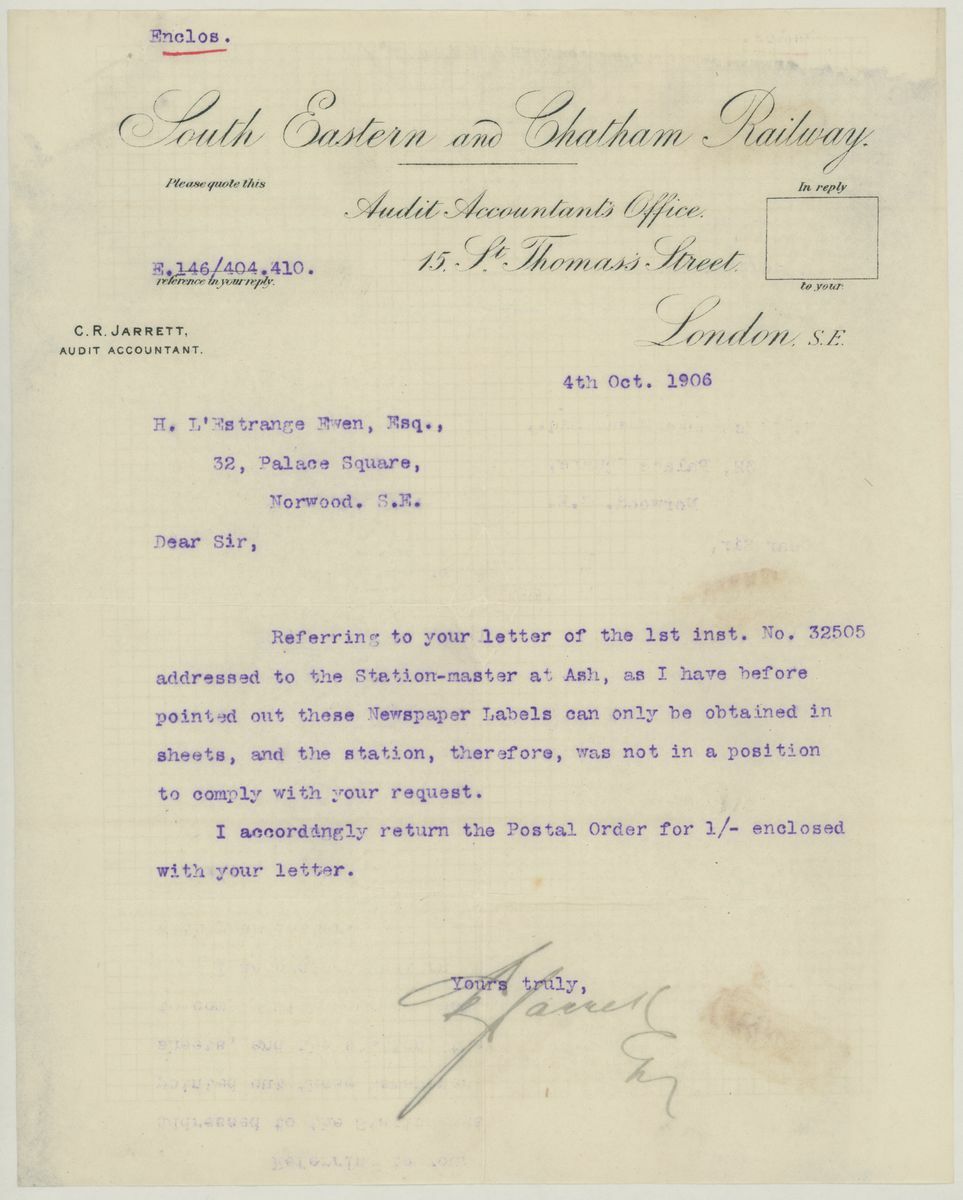 Enclos.
South Eastern and Chatham Railway.
Please quote this
E.146/404.410.
reference in your reply.
Audit Accountant's Office.
15, St. Thomas's Street.
In reply
to your
London, S.E.
C. R. JARRETT,
AUDIT ACCOUNTANT.
4th Oct. 1906
H. L'Estrange Ewen, Esq.,
32, Palace Square,
Norwood. S.E.
Dear Sir,
Referring to your letter of the 1st inst. No. 32505
addressed to the Station-master at Ash, as I have before
pointed out these Newspaper Labels can only be obtained in
sheets, and the station, therefore, was not in a position
to comply with your request.
I accordingly return the Postal Order for 1/- enclosed
with your letter.
Yours truly,
Jarrett